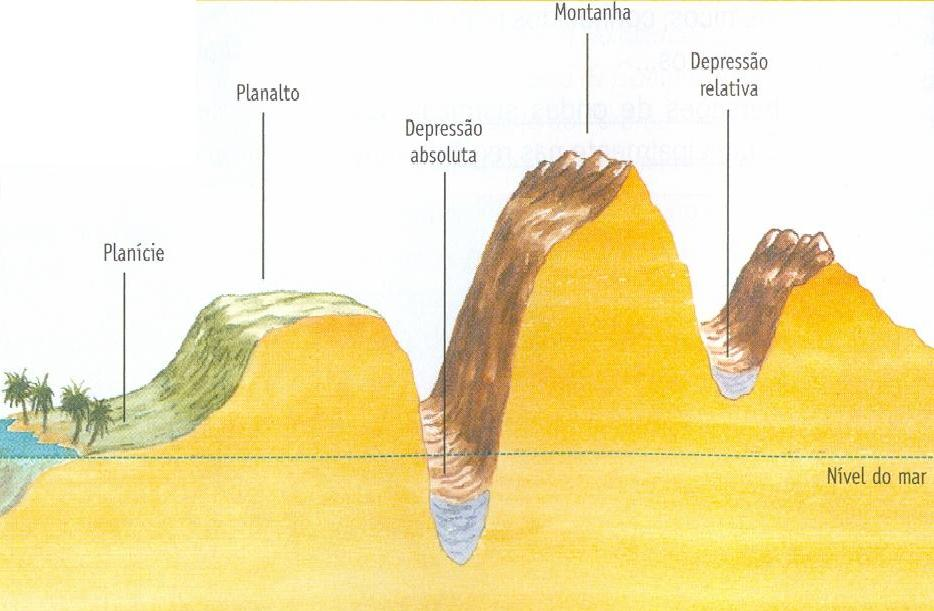 Montanha
Depressão
relativa
Planalto
Depressão
absoluta
Planície
Nível do mar